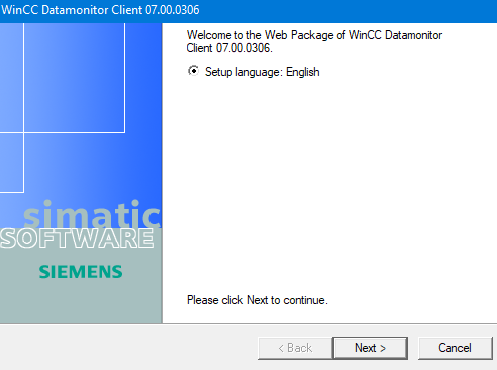 WinCC Datamonitor Client 07.00.0306
Welcome to the Web Package of WinCC Datamonitor
Client 07.00.0306.
Setup language: English
simatic
SOFTWARE
SIEMENS
Please click Next to continue.
< Back
Next >
Cancel